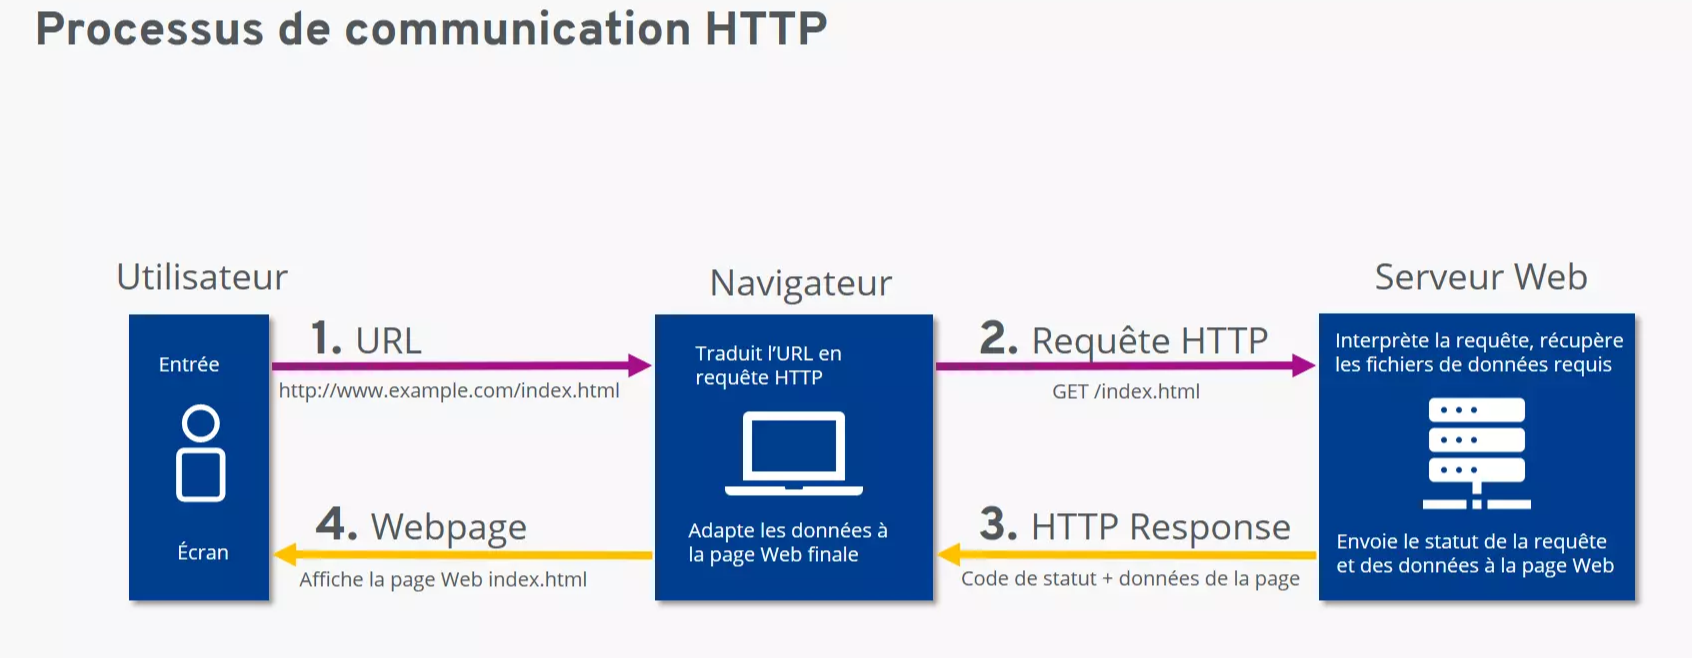 Processus de communication HTTP
Utilisateur
Navigateur
Serveur Web
Entrée
1. URL
http://www.example.com/index.html
Traduit l’URL en
requête HTTP
2. Requête HTTP
GET /index.html
Interprète la requête, récupère
les fichiers de données requis
Écran
4. Webpage
Affiche la page Web index.html
Adapte les données à
la page Web finale
3. HTTP Response
Code de statut + données de la page
Envoie le statut de la requête
et des données à la page Web